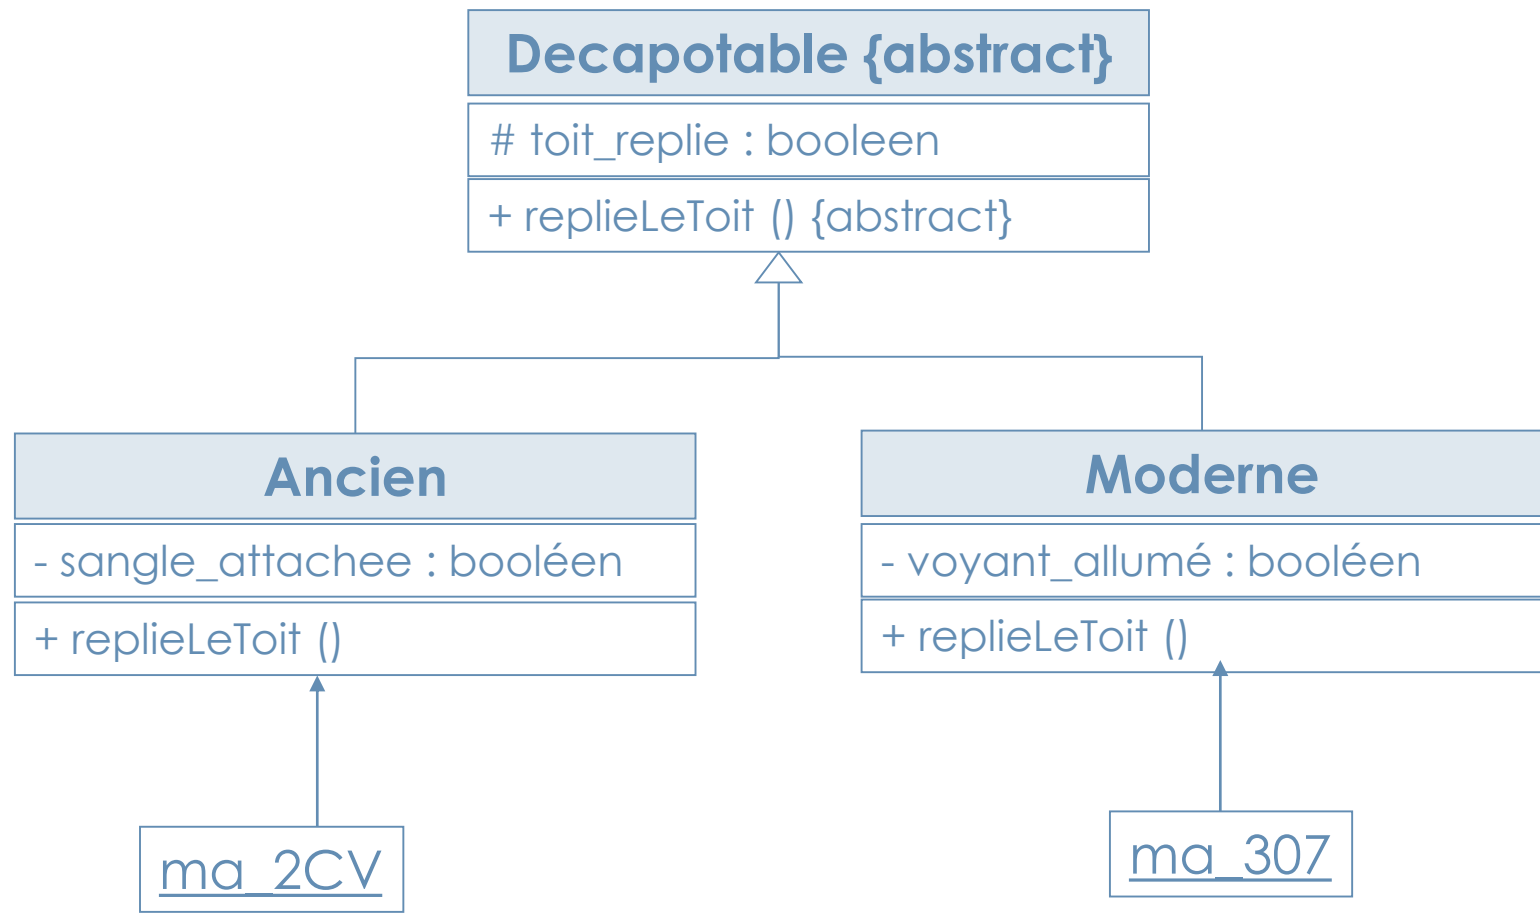 Decapotable {abstract}
# toit_replie : booleen
+ replieLeToit () {abstract}
Ancien
- sangle_attachee : booléen
+ replieLeToit ()
Moderne
- voyant_allumé : booléen
+ replieLeToit ()
ma_2CV
ma_307